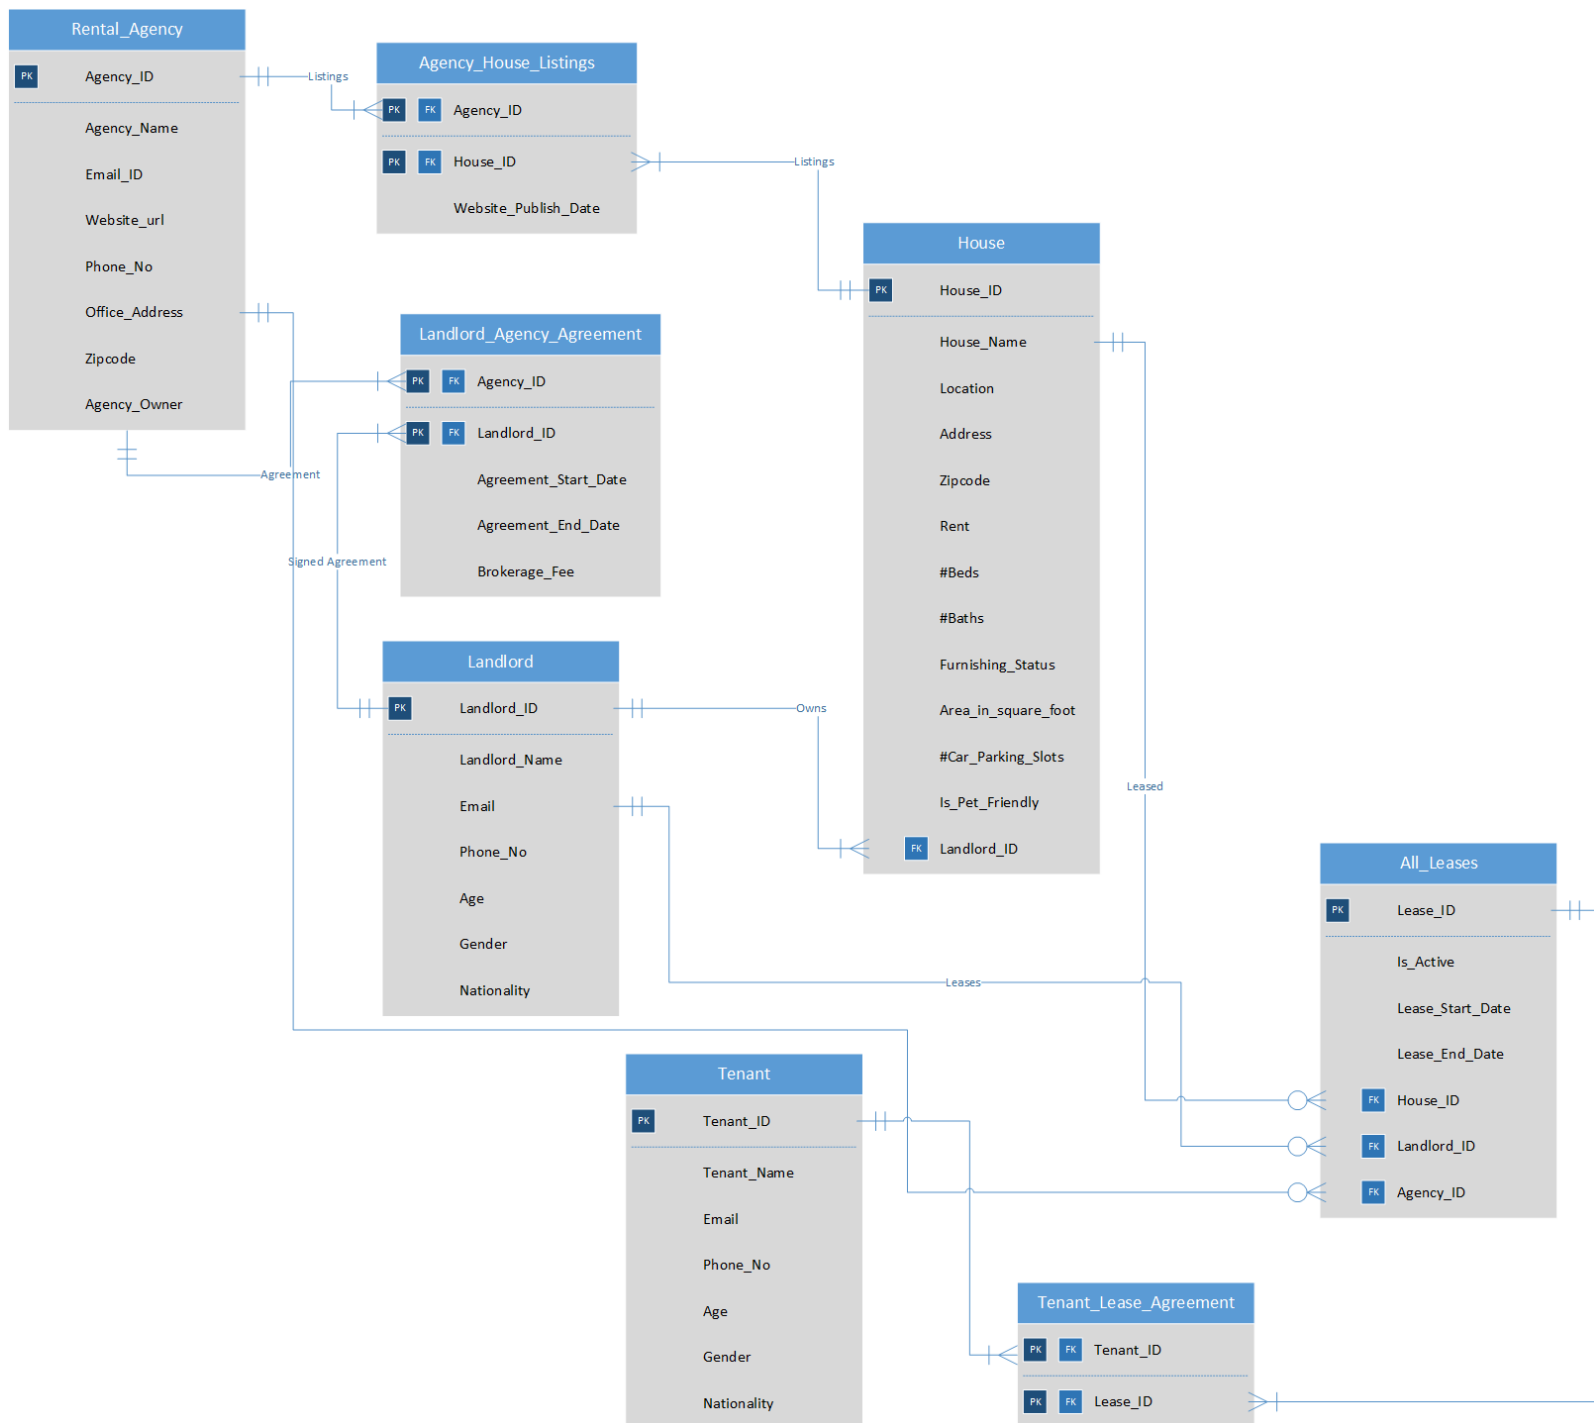 Rental_Agency
PK Agency_ID
Agency_Name
Email_ID
Website_url
Phone_No
Office_Address
Zipcode
Agency_Owner
Listings
Agency_House_Listings
PK FK Agency_ID
PK FK House_ID
Website_Publish_Date
Listings
House
PK House_ID
House_Name
Location
Address
Zipcode
Rent
#Beds
#Baths
Furnishing_Status
Area_in_square_foot
#Car_Parking_Slots
Is_Pet_Friendly
FK Landlord_ID
Landlord_Agency_Agreement
PK FK Agency_ID
PK FK Landlord_ID
Agreement_Start_Date
Agreement_End_Date
Brokerage_Fee
Agreement
Signed Agreement
Landlord
PK Landlord_ID
Landlord_Name
Email
Phone_No
Age
Gender
Nationality
Owns
Leased
Leases
All_Leases
PK Lease_ID
Is_Active
Lease_Start_Date
Lease_End_Date
FK House_ID
FK Landlord_ID
FK Agency_ID
Tenant
PK Tenant_ID
Tenant_Name
Email
Phone_No
Age
Gender
Nationality
Tenant_Lease_Agreement
PK FK Tenant_ID
PK FK Lease_ID